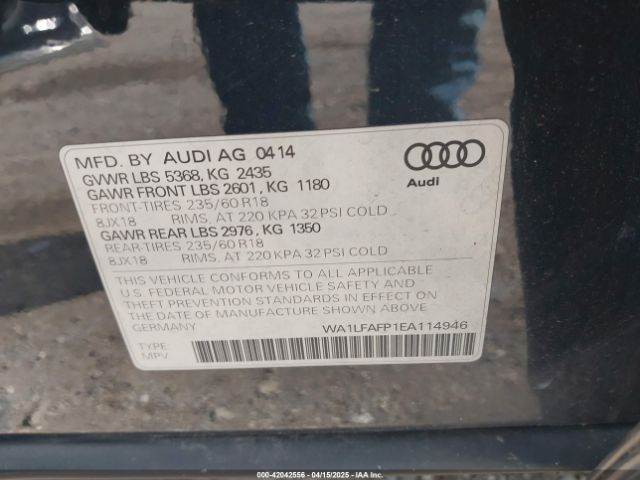 MFD. BY AUDI AG 0414
GVWR LBS 5368, KG 2435
GAWR FRONT LBS 2601, KG 1180
FRONT-TIRES 235/60 R18
8JX18 RIMS, AT 220 KPA 32 PSI COLD
GAWR REAR LBS 2976, KG 1350
REAR-TIRES 235/60 R18
8JX18 RIMS, AT 220 KPA 32 PSI COLD
Audi
THIS VEHICLE CONFORMS TO ALL APPLICABLE
U.S. FEDERAL MOTOR VEHICLE SAFETY AND
THEFT PREVENTION STANDARDS IN EFFECT ON
THE DATE OF MANUFACTURE SHOWN ABOVE
GERMANY WA1LFAFP1EA114946
TYPE:
MPV
000-42042556 - 04/15/2025 - IAA Inc.